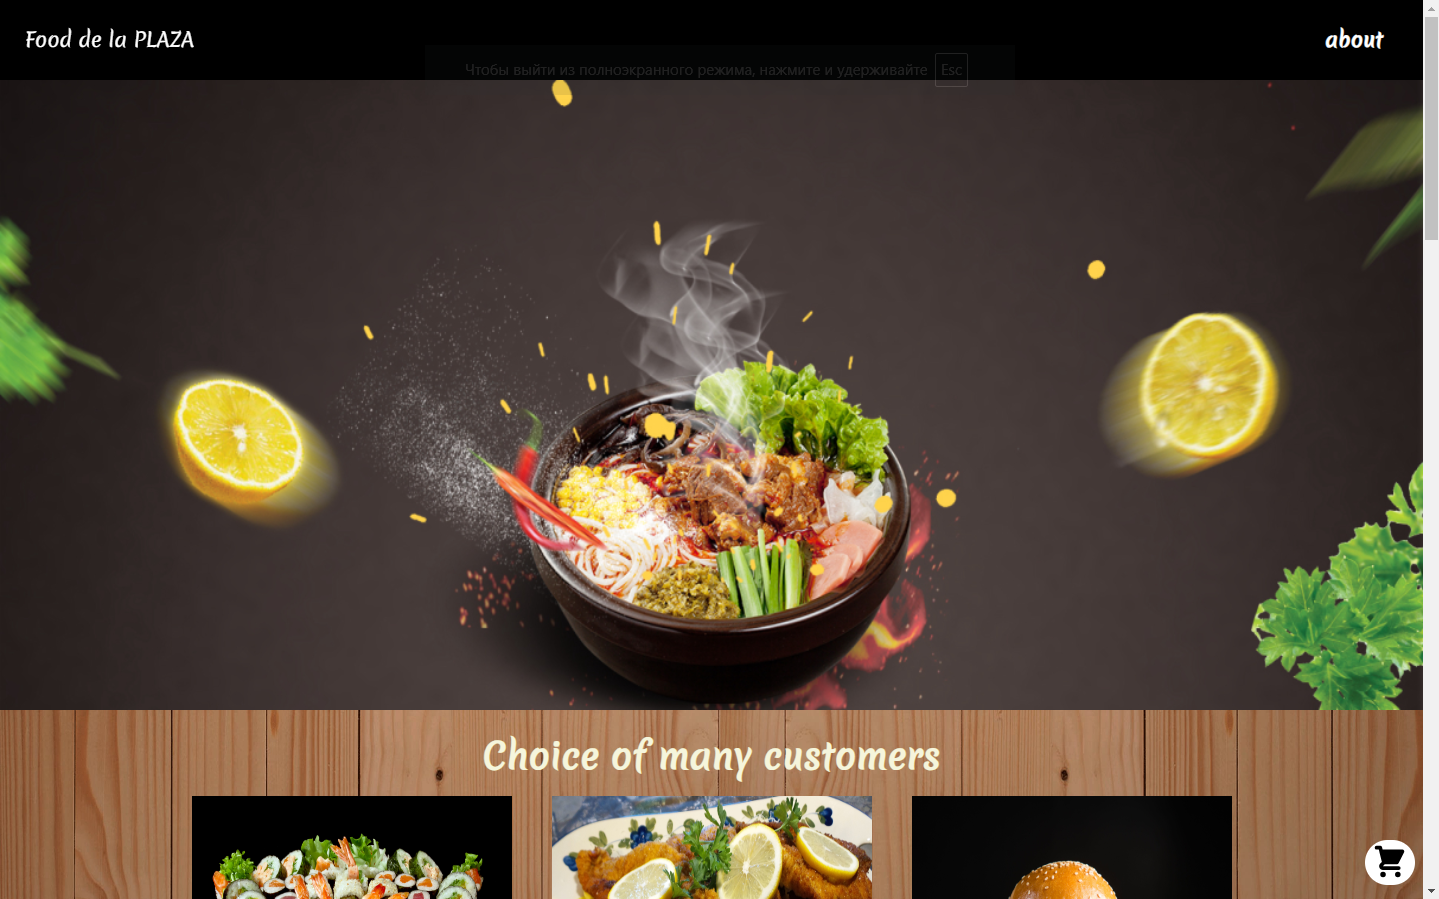 Food de la PLAZA
about
Чтобы выйти из полноэкранного режима, нажмите и удерживайте Esc
Choice of many customers